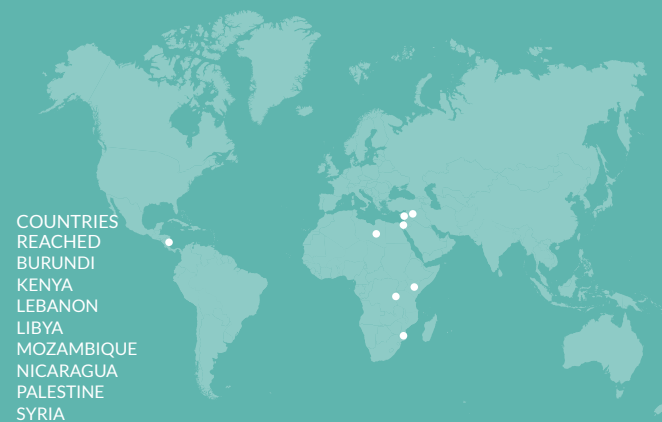 COUNTRIES
REACHED
BURUNDI
KENYA
LEBANON
LIBYA
MOZAMBIQUE
NICARAGUA
PALESTINE
SYRIA